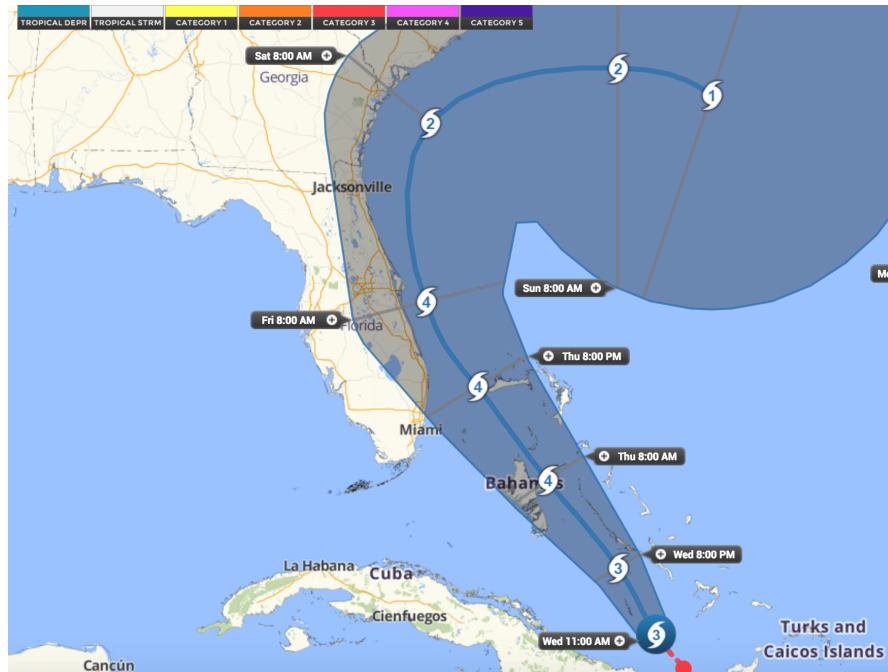 TROPICAL DEPR TROPICAL STRM CATEGORY 1 CATEGORY 2 CATEGORY 3 CATEGORY 4 CATEGORY 5
Sat 8:00 AM
Georgia
2
1
2
Jacksonville
Sun 8:00 AM
4
Fri 8:00 AM
Florida
Thu 8:00 PM
4
Miami
Thu 8:00 AM
Bahamas
4
Wed 8:00 PM
La Habana
3
Cuba
Cienfuegos
Turks and
Caicos Islands
Wed 11:00 AM
3
Cancún